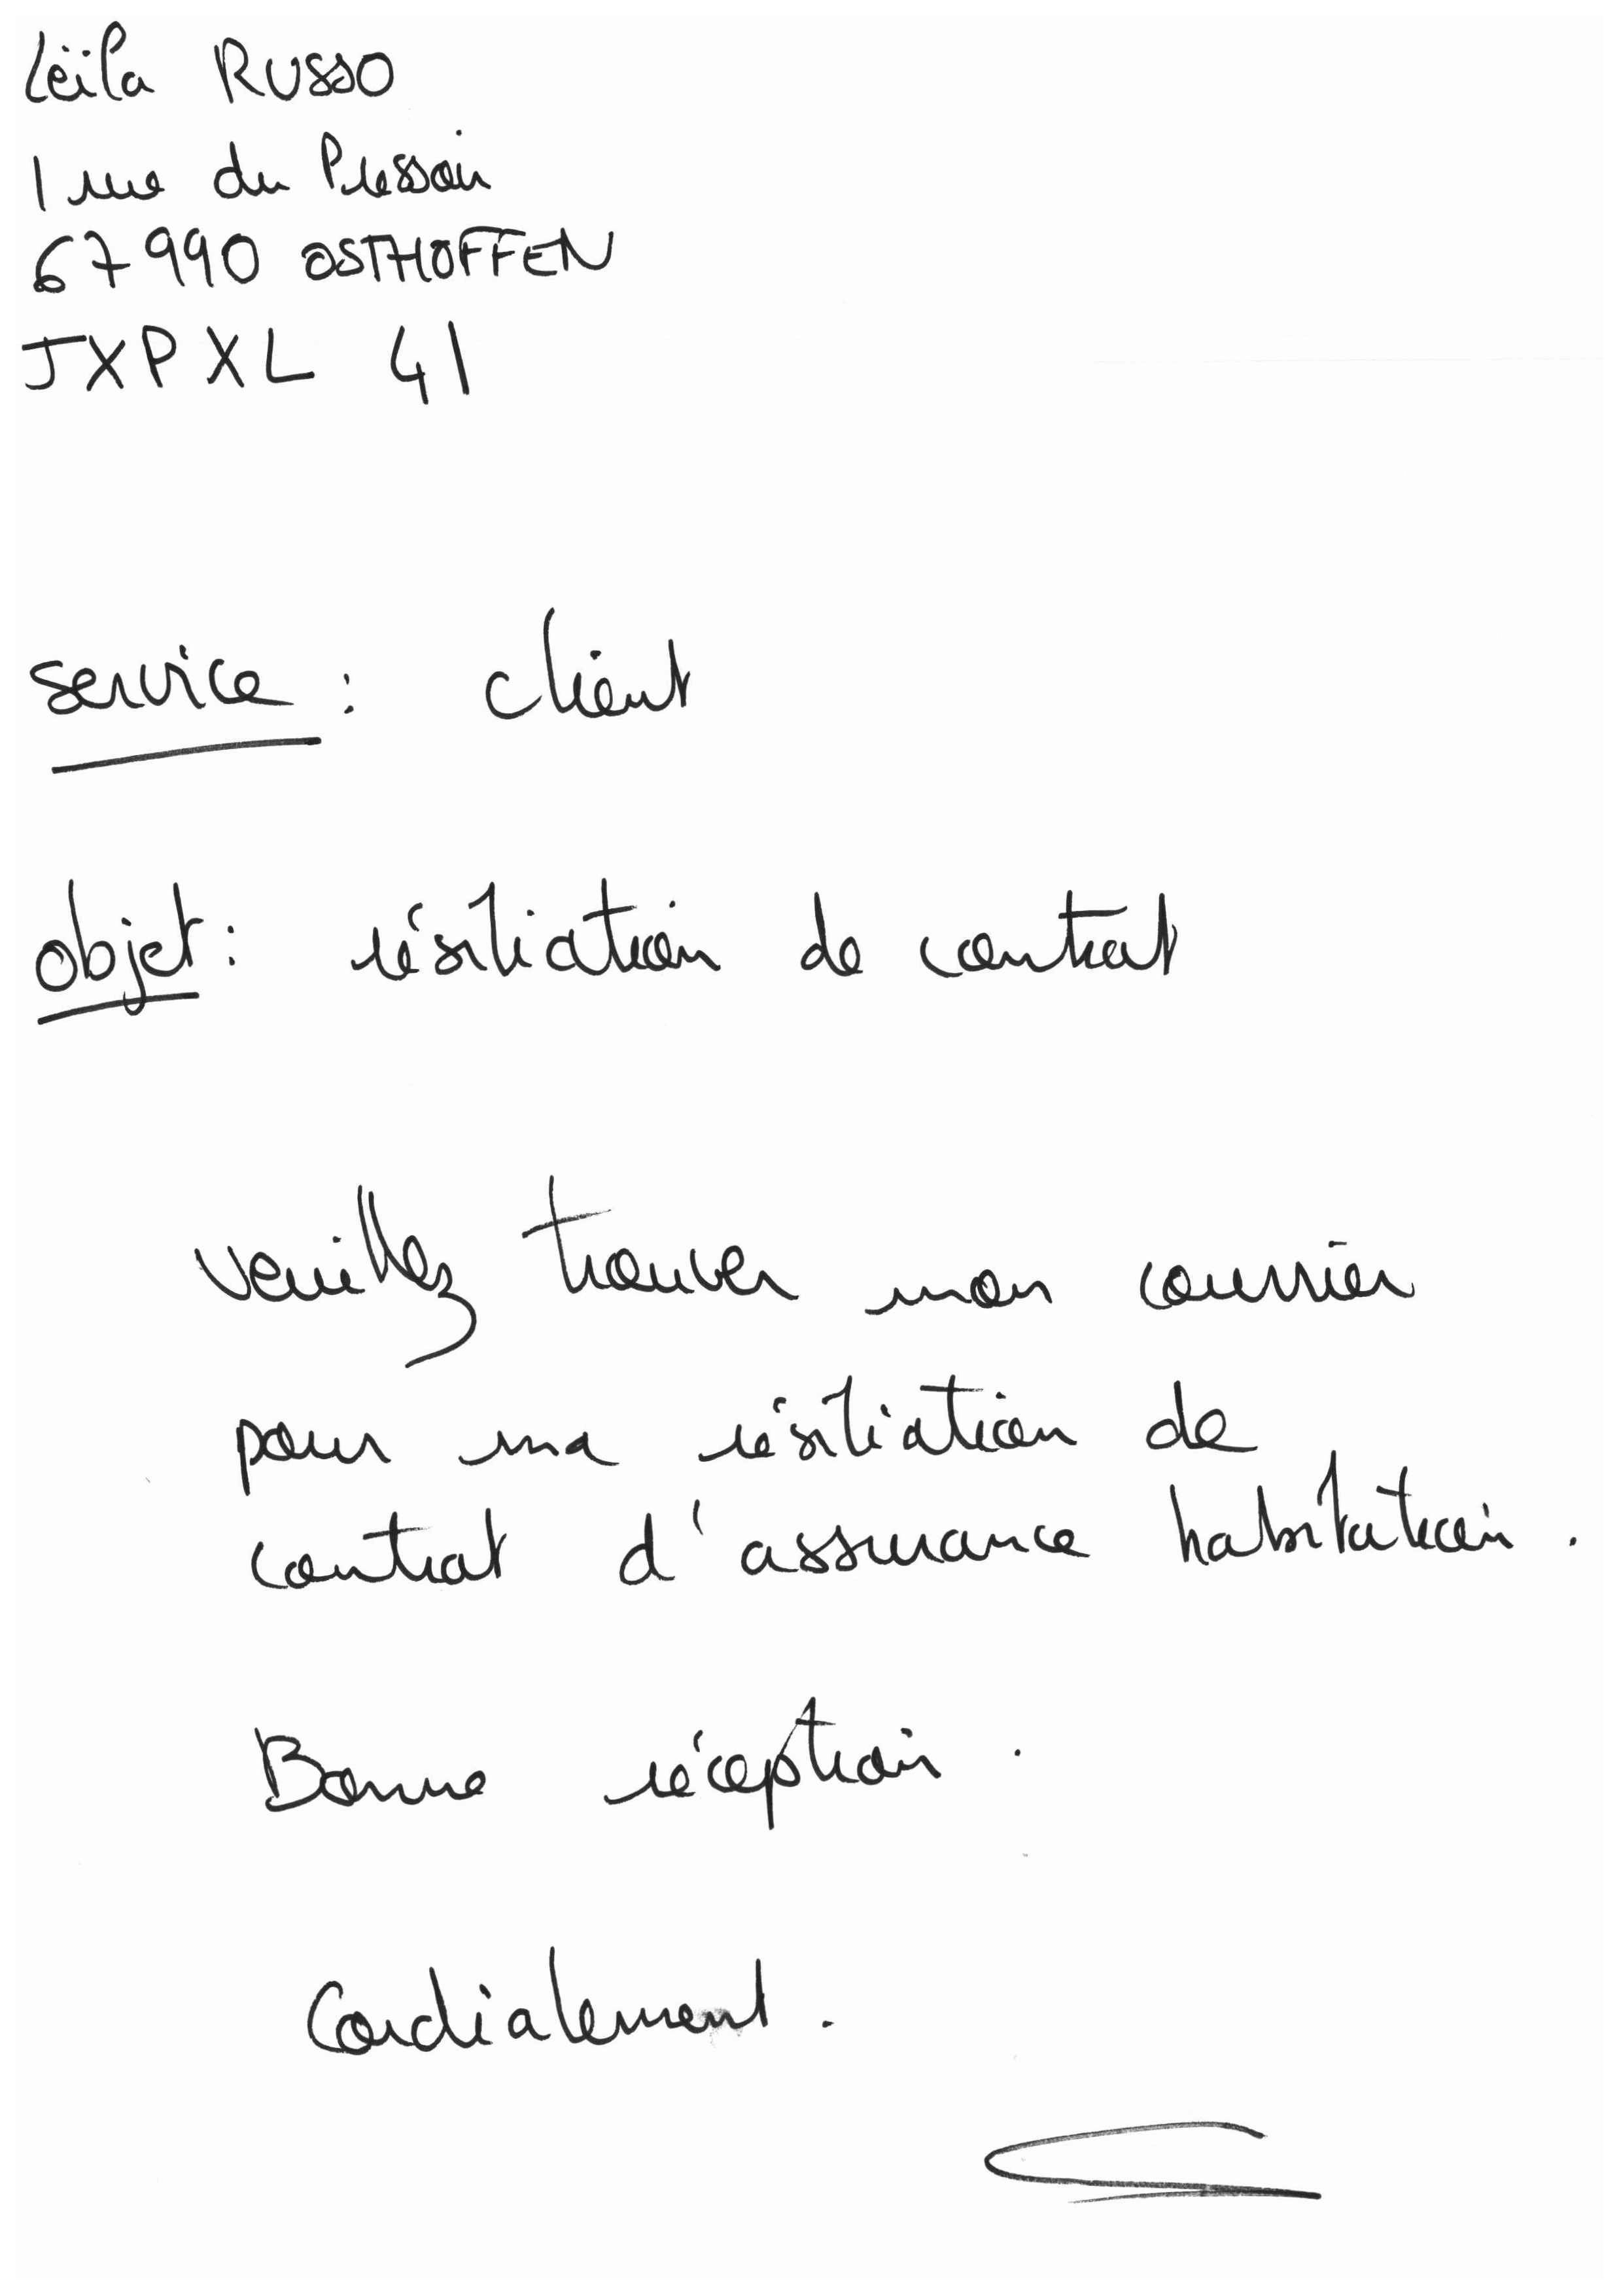 Leïla RUSSO
1 rue du Pressoir
67990 OSTHOFFEN
JXPXL 41
service : client
objet : résiliation de contrat
veuillez trouver mon courrier
pour ma résiliation de
contrat d'assurance habitation.
Bonne réception.
Cordialement.